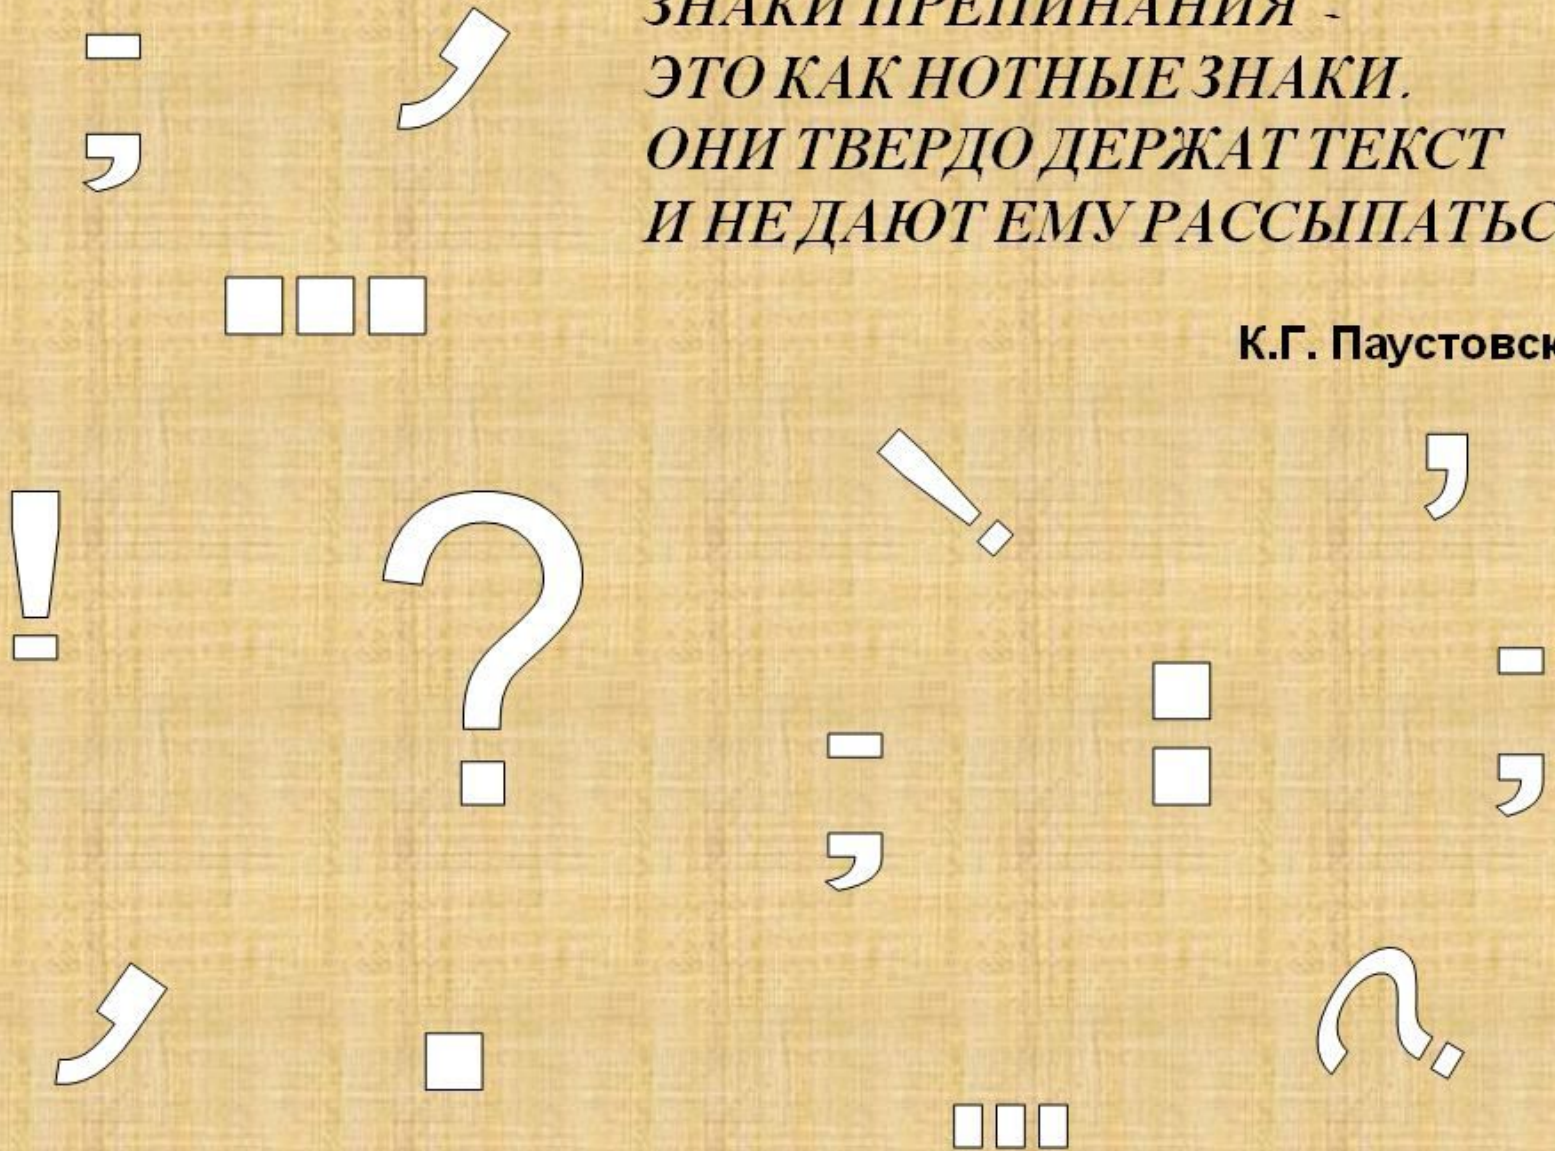 ЗНАКИ ПРЕПИНАНИЯ -
ЭТО КАК НОТНЫЕ ЗНАКИ.
ОНИ ТВЕРДО ДЕРЖАТ ТЕКСТ
И НЕ ДАЮТ ЕМУ РАССЫПАТЬС
К.Г. Паустовск
; ,
...
! ? ! ,
; : ;
, . ?
...